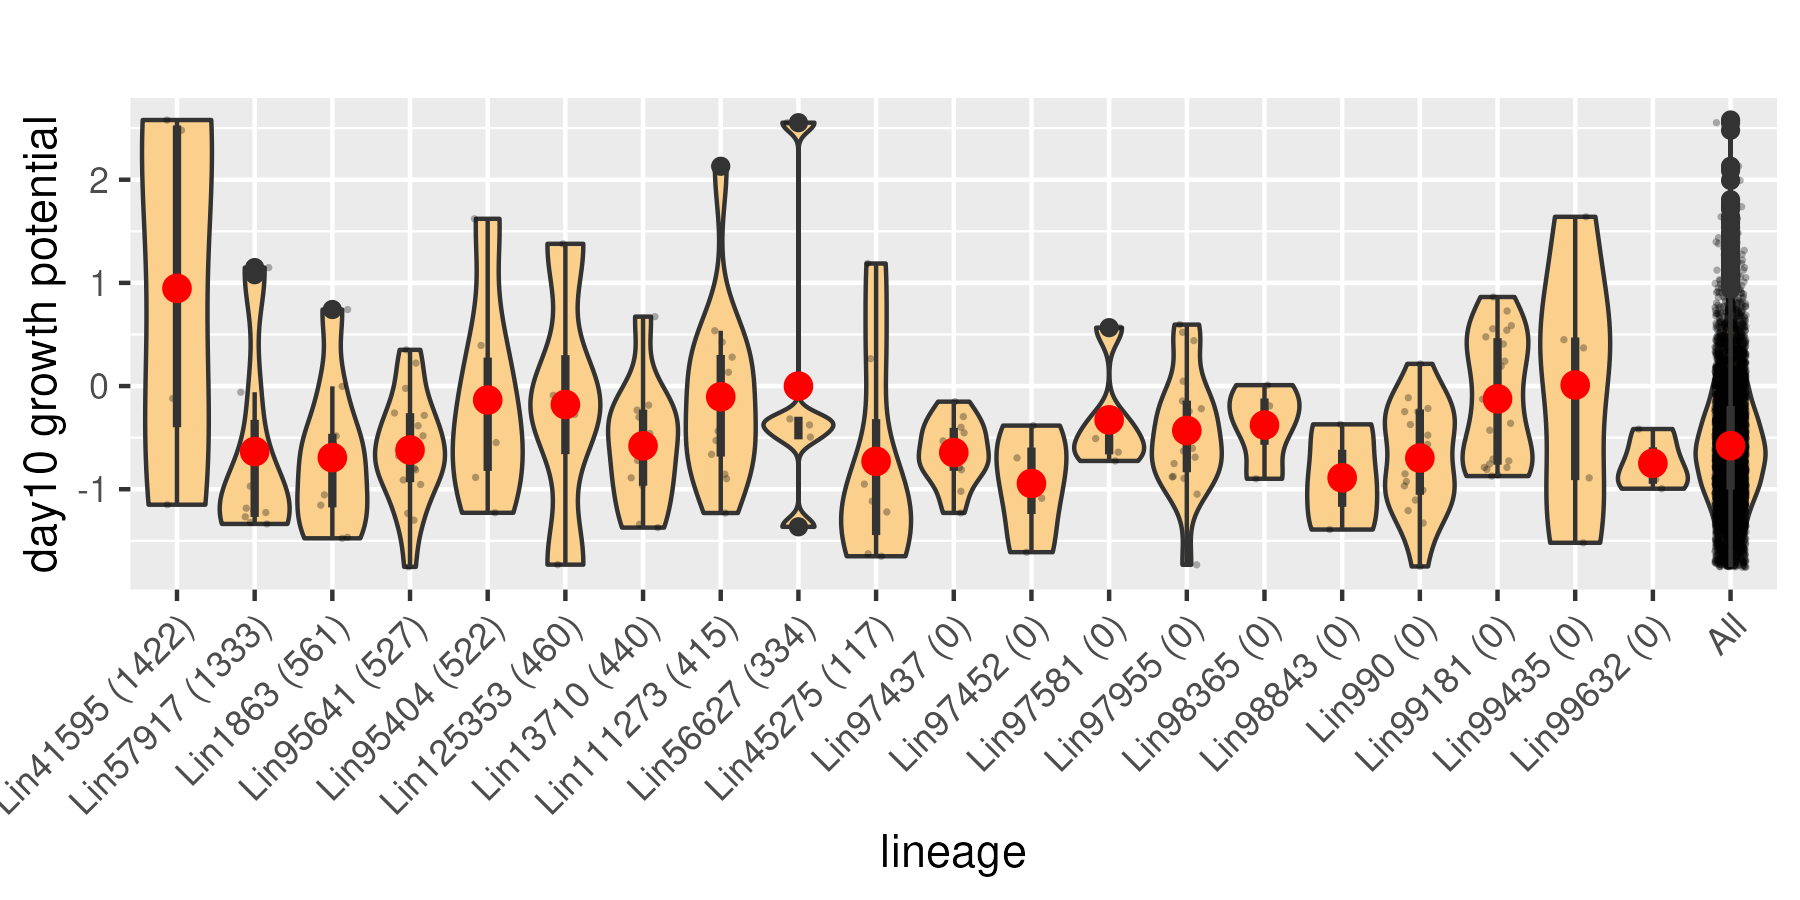 day10 growth potential
2
1
0
-1
Lin41595 (1422)
Lin57917 (1333)
Lin1863 (561)
Lin95641 (527)
Lin95404 (522)
Lin125353 (460)
Lin13710 (440)
Lin111273 (415)
Lin56627 (334)
Lin45275 (117)
Lin97437 (0)
Lin97452 (0)
Lin97581 (0)
Lin97955 (0)
Lin98365 (0)
Lin98843 (0)
Lin990 (0)
Lin99181 (0)
Lin99435 (0)
Lin99632 (0)
All
lineage